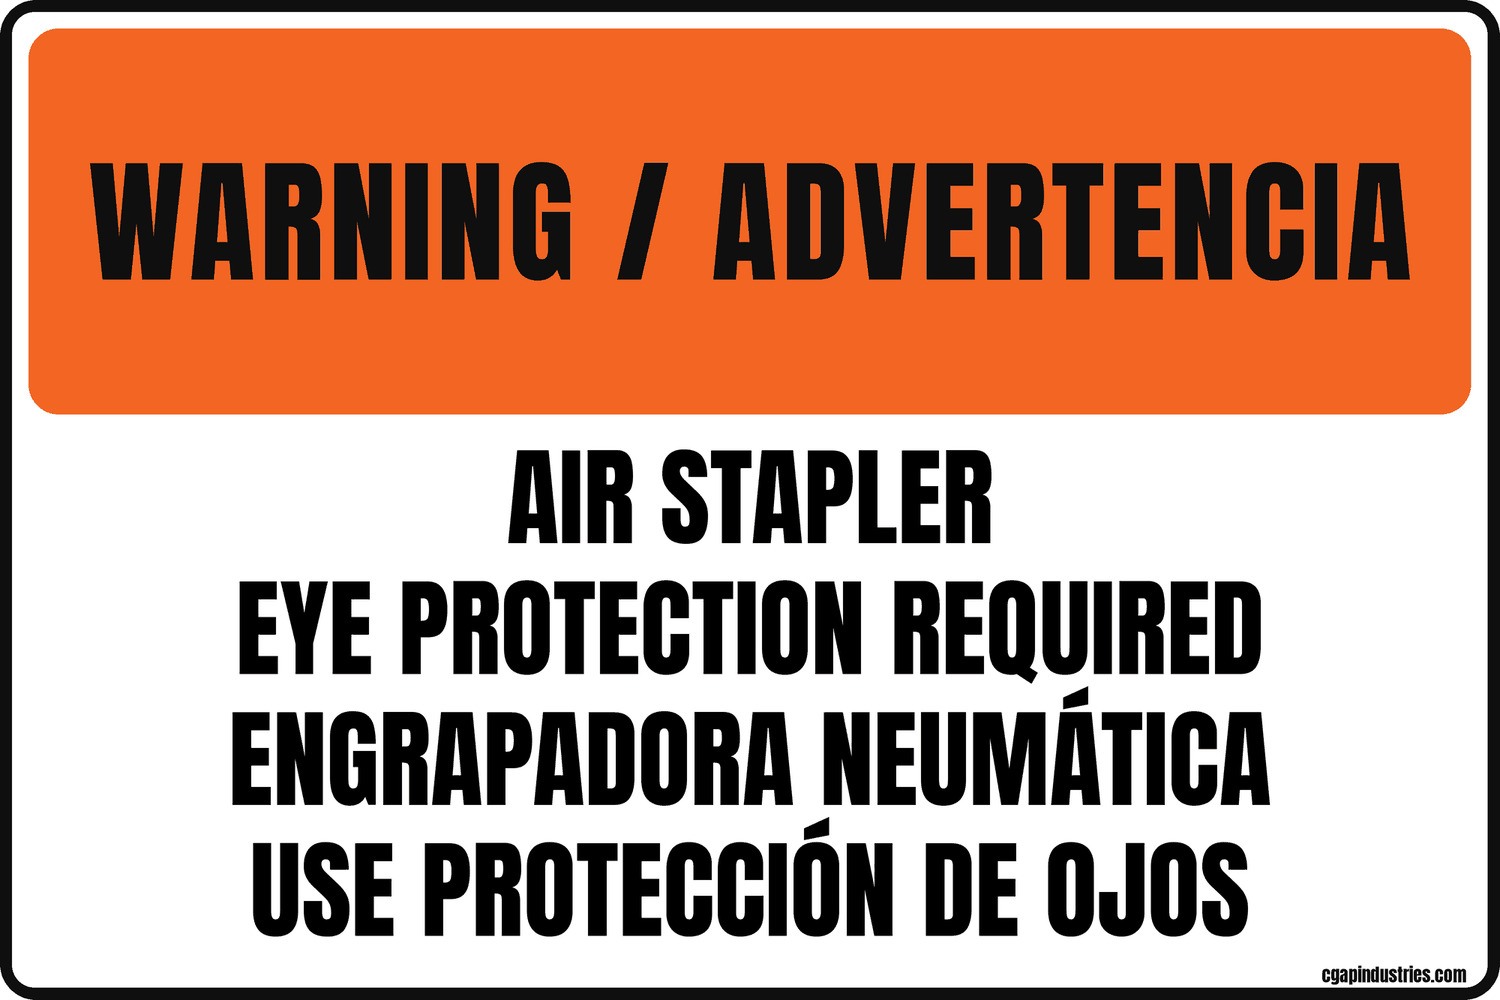 WARNING / ADVERTENCIA
AIR STAPLER
EYE PROTECTION REQUIRED
ENGRAPADORA NEUMÁTICA
USE PROTECCIÓN DE OJOS
cgapindustries.com